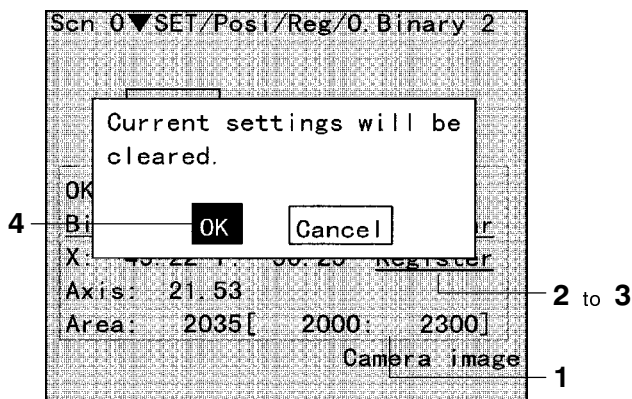 Scn 0▼SET/Posi/Reg/O.Binary 2
Current settings will be
cleared.
OK
4
OK
Cancel
Register
Axis: 21.53
2 to 3
Area: 2035[ 2000: 2300]
Camera image
1